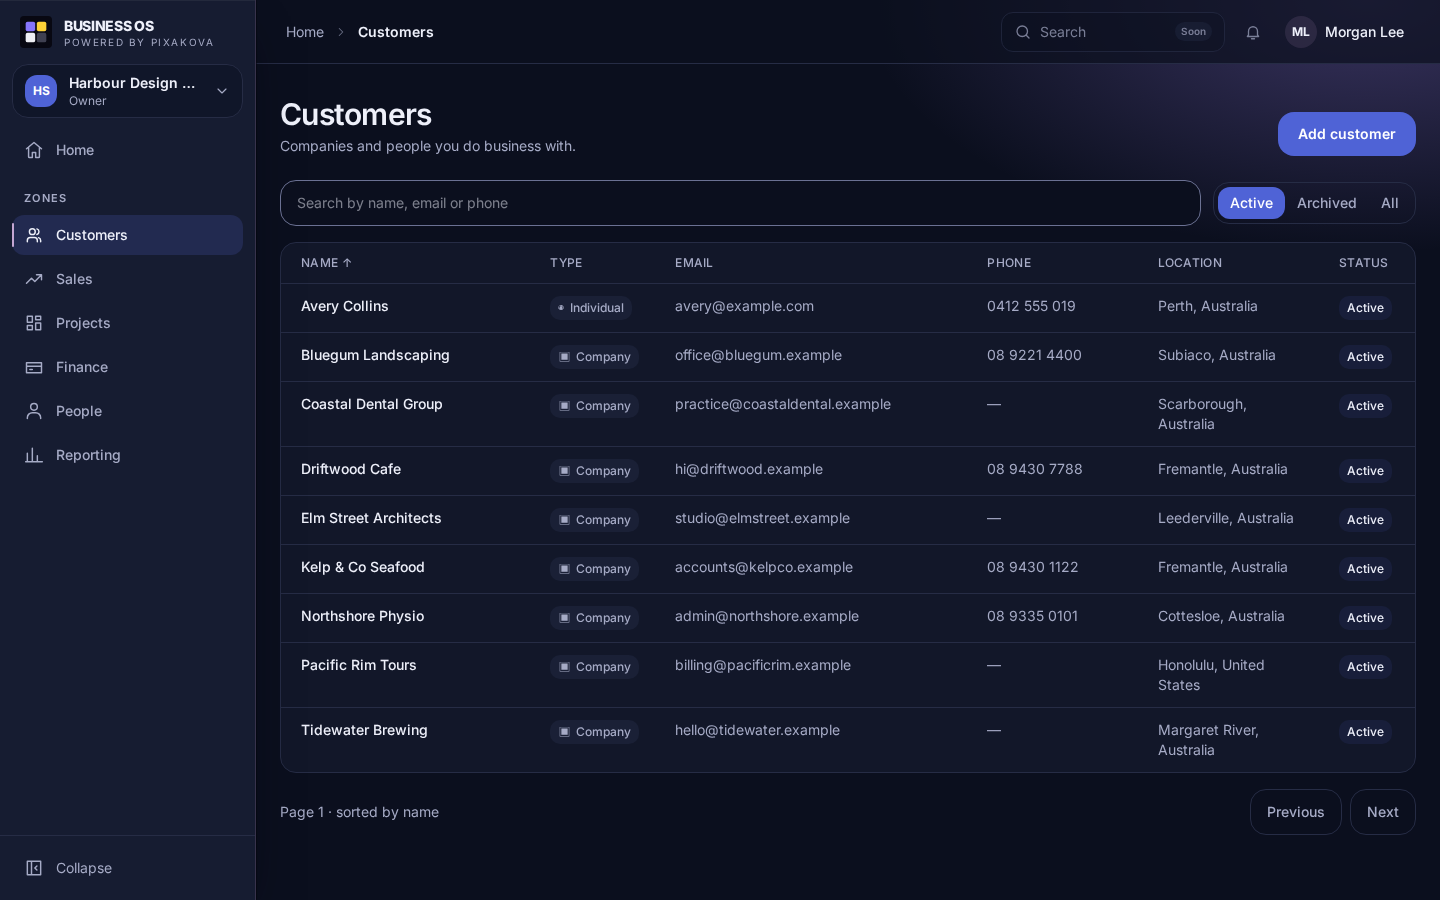 BUSINESS OS
POWERED BY PIXAKOVA
HS
Harbour Design ...
Owner
Home
ZONES
Customers
Sales
Projects
Finance
People
Reporting
Collapse
Home > Customers
Search
Soon
ML
Morgan Lee
Customers
Companies and people you do business with.
Add customer
Search by name, email or phone
Active Archived All
NAME ↑ TYPE EMAIL PHONE LOCATION STATUS
Avery Collins Individual avery@example.com 0412 555 019 Perth, Australia Active
Bluegum Landscaping Company office@bluegum.example 08 9221 4400 Subiaco, Australia Active
Coastal Dental Group Company practice@coastaldental.example — Scarborough, Active
Australia
Driftwood Cafe Company hi@driftwood.example 08 9430 7788 Fremantle, Australia Active
Elm Street Architects Company studio@elmstreet.example — Leederville, Australia Active
Kelp & Co Seafood Company accounts@kelpco.example 08 9430 1122 Fremantle, Australia Active
Northshore Physio Company admin@northshore.example 08 9335 0101 Cottesloe, Australia Active
Pacific Rim Tours Company billing@pacificrim.example — Honolulu, United Active
States
Tidewater Brewing Company hello@tidewater.example — Margaret River, Active
Australia
Page 1 · sorted by name
Previous Next